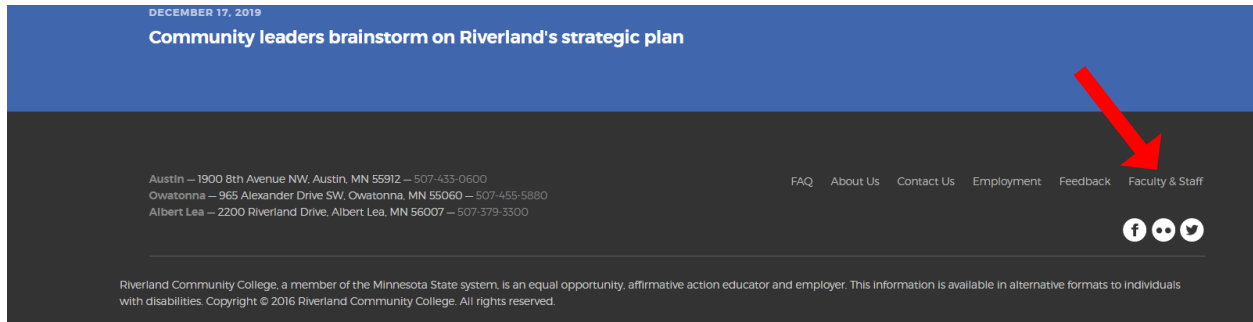 DECEMBER 17, 2019
Community leaders brainstorm on Riverland's strategic plan
Austin — 1900 8th Avenue NW, Austin, MN 55912 — 507-433-0600
Owatonna — 965 Alexander Drive SW, Owatonna, MN 55060 — 507-455-5880
Albert Lea — 2200 Riverland Drive, Albert Lea, MN 56007 — 507-379-3300
FAQ About Us Contact Us Employment Feedback Faculty & Staff
Riverland Community College, a member of the Minnesota State system, is an equal opportunity, affirmative action educator and employer. This information is available in alternative formats to individuals
with disabilities. Copyright © 2016 Riverland Community College. All rights reserved.